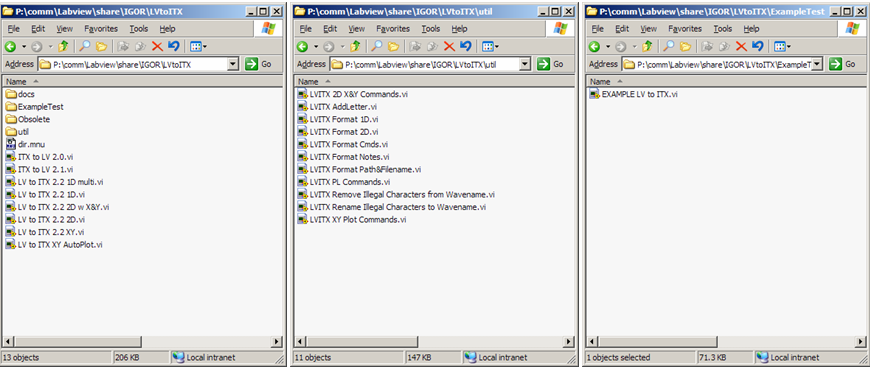 P:\comm\Labview\share\IGOR\LVtoITX
File Edit View Favorites Tools Help
Address P:\comm\Labview\share\IGOR\LVtoITX Go
Name
docs
ExampleTest
Obsolete
util
dir.mnu
ITX to LV 2.0.vi
ITX to LV 2.1.vi
LV to ITX 2.2 1D multi.vi
LV to ITX 2.2 1D.vi
LV to ITX 2.2 2D w X&Y.vi
LV to ITX 2.2 2D.vi
LV to ITX 2.2 XY.vi
LV to ITX XY AutoPlot.vi
13 objects 206 KB Local intranet
P:\comm\Labview\share\IGOR\LVtoITX\util
File Edit View Favorites Tools Help
Address P:\comm\Labview\share\IGOR\LVtoITX\util Go
Name
LVITX 2D X&Y Commands.vi
LVITX AddLetter.vi
LVITX Format 1D.vi
LVITX Format 2D.vi
LVITX Format Cmds.vi
LVITX Format Notes.vi
LVITX Format Path&Filename.vi
LVITX PL Commands.vi
LVITX Remove Illegal Characters from Wavename.vi
LVITX Rename Illegal Characters to Wavename.vi
LVITX XY Plot Commands.vi
11 objects 147 KB Local intranet
P:\comm\Labview\share\IGOR\LVtoITX\ExampleTest
File Edit View Favorites Tools Help
Address P:\comm\Labview\share\IGOR\LVtoITX\ExampleT Go
Name
EXAMPLE LV to ITX.vi
1 objects selected 71.3 KB Local intranet